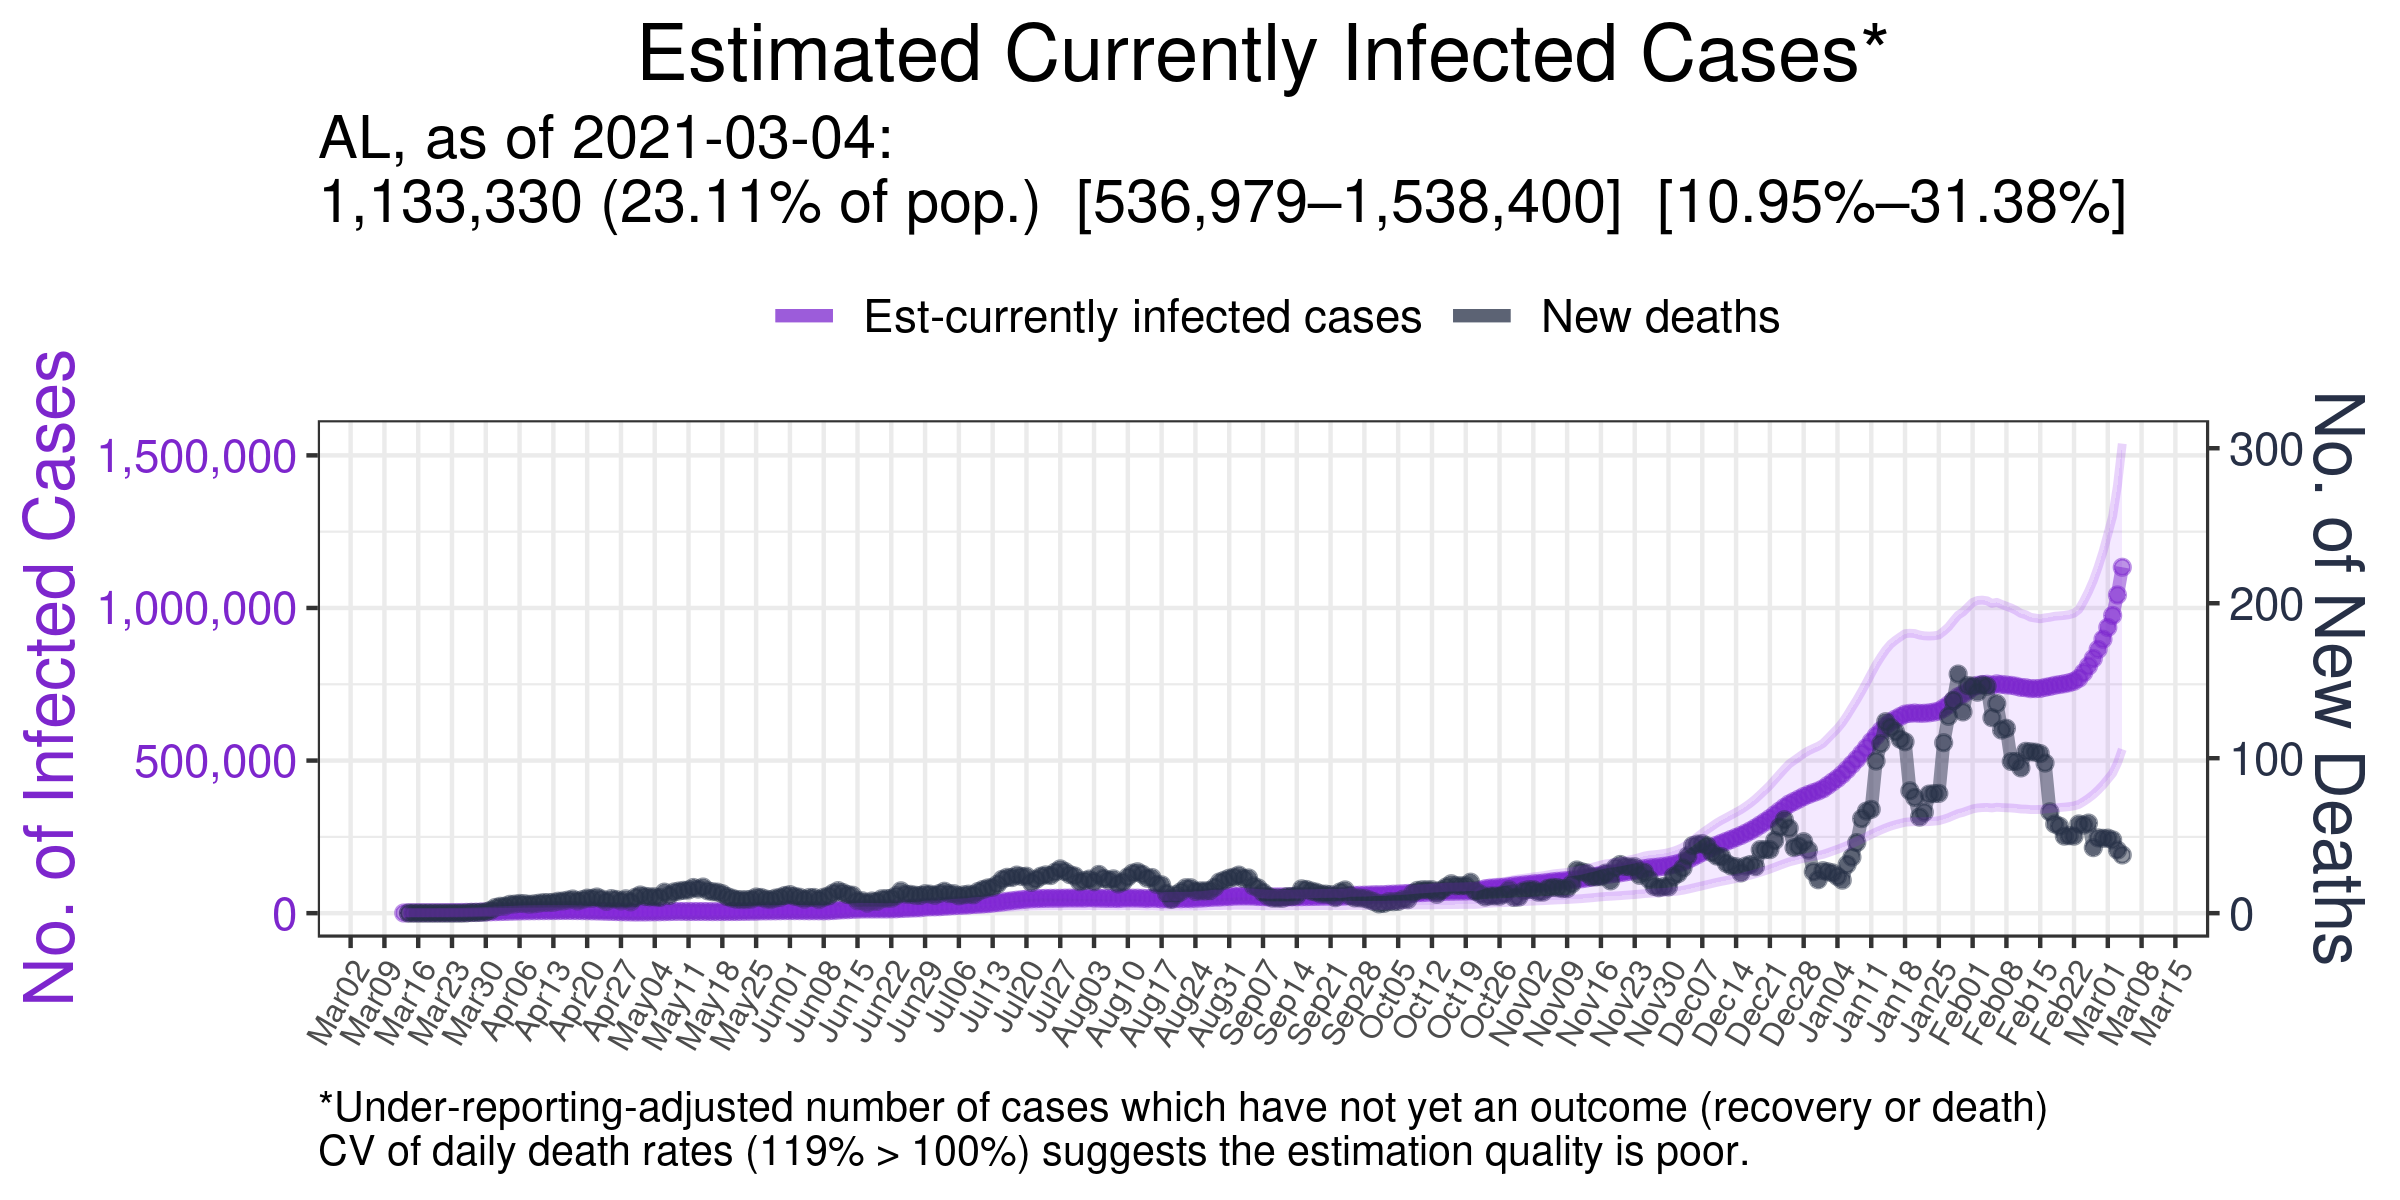 Estimated Currently Infected Cases*
AL, as of 2021-03-04:
1,133,330 (23.11% of pop.) [536,979–1,538,400] [10.95%–31.38%]
Est-currently infected cases
New deaths
No. of Infected Cases
1,500,000
1,000,000
500,000
0
300
200
100
0
No. of New Deaths
Mar02
Mar09
Mar16
Mar23
Mar30
Apr06
Apr13
Apr20
Apr27
May04
May11
May18
May25
Jun01
Jun08
Jun15
Jun22
Jun29
Jul06
Jul13
Jul20
Jul27
Aug03
Aug10
Aug17
Aug24
Aug31
Sep07
Sep14
Sep21
Sep28
Oct05
Oct12
Oct19
Oct26
Nov02
Nov09
Nov16
Nov23
Nov30
Dec07
Dec14
Dec21
Dec28
Jan04
Jan11
Jan18
Jan25
Feb01
Feb08
Feb15
Feb22
Mar01
Mar08
Mar15
*Under-reporting-adjusted number of cases which have not yet an outcome (recovery or death)
CV of daily death rates (119% > 100%) suggests the estimation quality is poor.